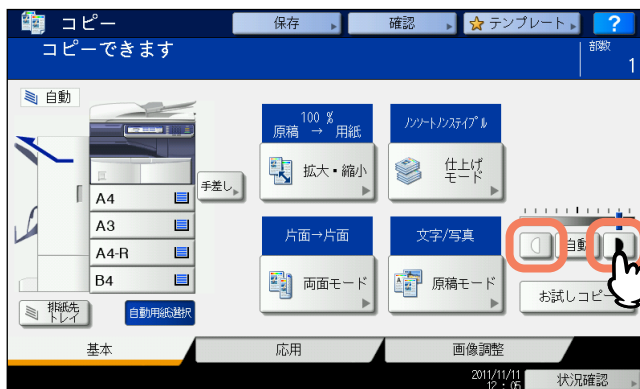 コピー
保存
確認
テンプレート
?
コピーできます
部数
1
自動
100 %
原稿 → 用紙
拡大・縮小
ノンソートノンステイプル
仕上げ
モード
手差し
A4
A3
A4-R
B4
片面→片面
両面モード
文字/写真
原稿モード
自動
お試しコピー
排紙先
トレイ
自動用紙選択
基本
応用
画像調整
2011/11/11
12 : 05
状況確認